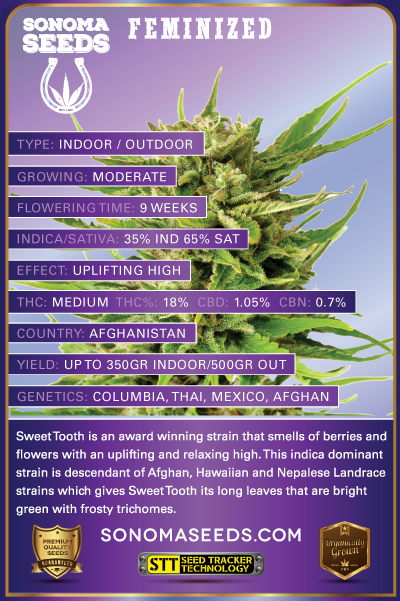 SONOMA
SEEDS
FEMINIZED
TYPE: INDOOR / OUTDOOR
GROWING: MODERATE
FLOWERING TIME: 9 WEEKS
INDICA/SATIVA: 35% IND 65% SAT
EFFECT: UPLIFTING HIGH
THC: MEDIUM THC%: 18% CBD: 1.05% CBN: 0.7%
COUNTRY: AFGHANISTAN
YIELD: UP TO 350GR INDOOR/500GR OUT
GENETICS: COLUMBIA, THAI, MEXICO, AFGHAN
Sweet Tooth is an award winning strain that smells of berries and
flowers with an uplifting and relaxing high. This indica dominant
strain is descendant of Afghan, Hawaiian and Nepalese Landrace
strains which gives Sweet Tooth its long leaves that are bright
green with frosty trichomes.
SONOMASEEDS.COM
PREMIUM
QUALITY
SEEDS
GUARANTEED
STT SEED TRACKER
TECHNOLOGY
Organically
Grown